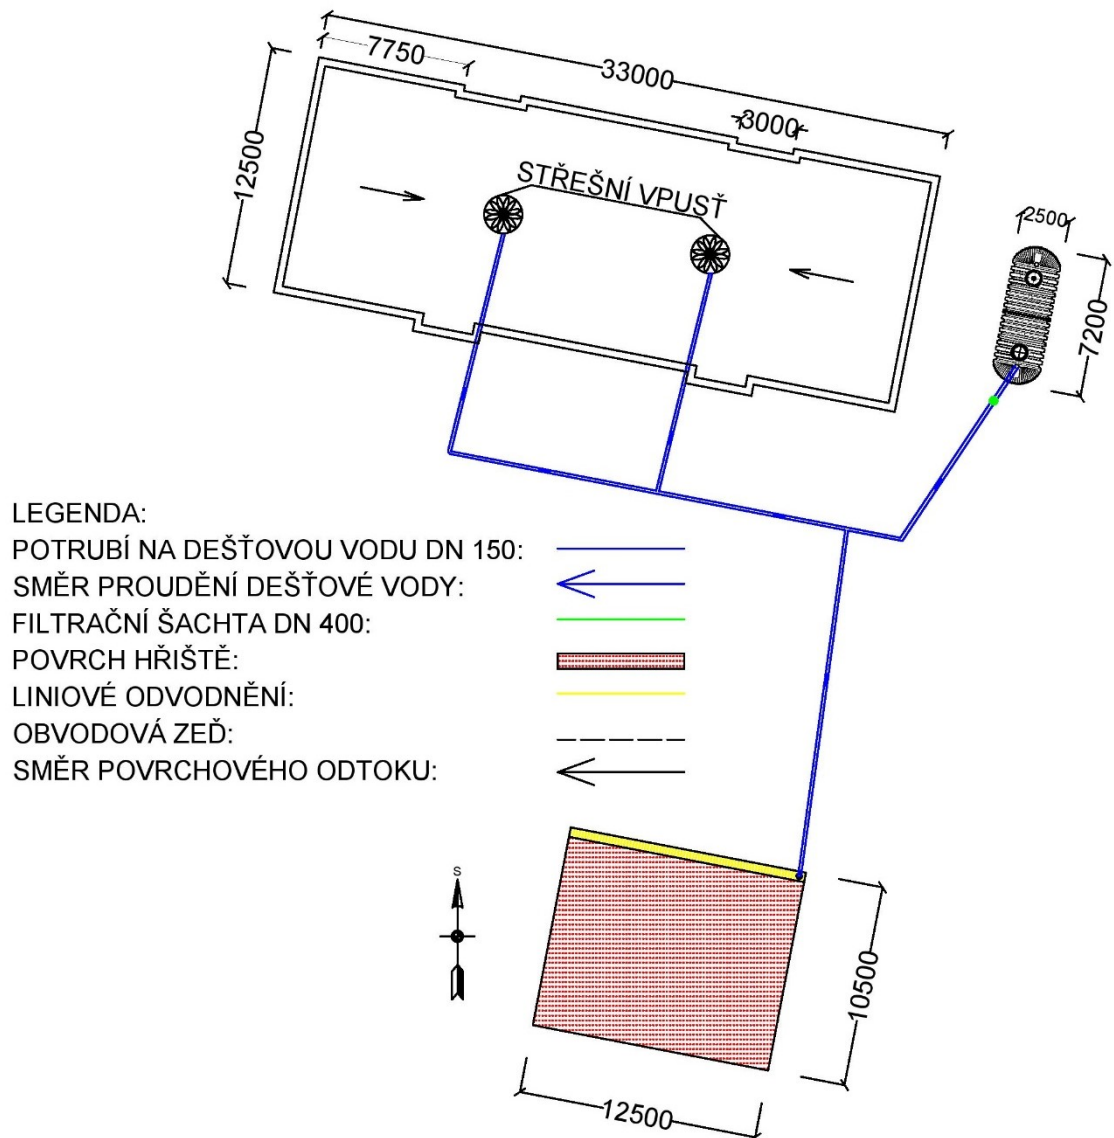 7750
33000
3000
12500
STŘEŠNÍ VPUSŤ
2500
7200
LEGENDA:
POTRUBÍ NA DEŠŤOVOU VODU DN 150:
SMĚR PROUDĚNÍ DEŠŤOVÉ VODY:
FILTRAČNÍ ŠACHTA DN 400:
POVRCH HŘIŠTĚ:
LINIOVÉ ODVODNĚNÍ:
OBVODOVÁ ZEĎ:
SMĚR POVRCHOVÉHO ODTOKU:
S
10500
12500